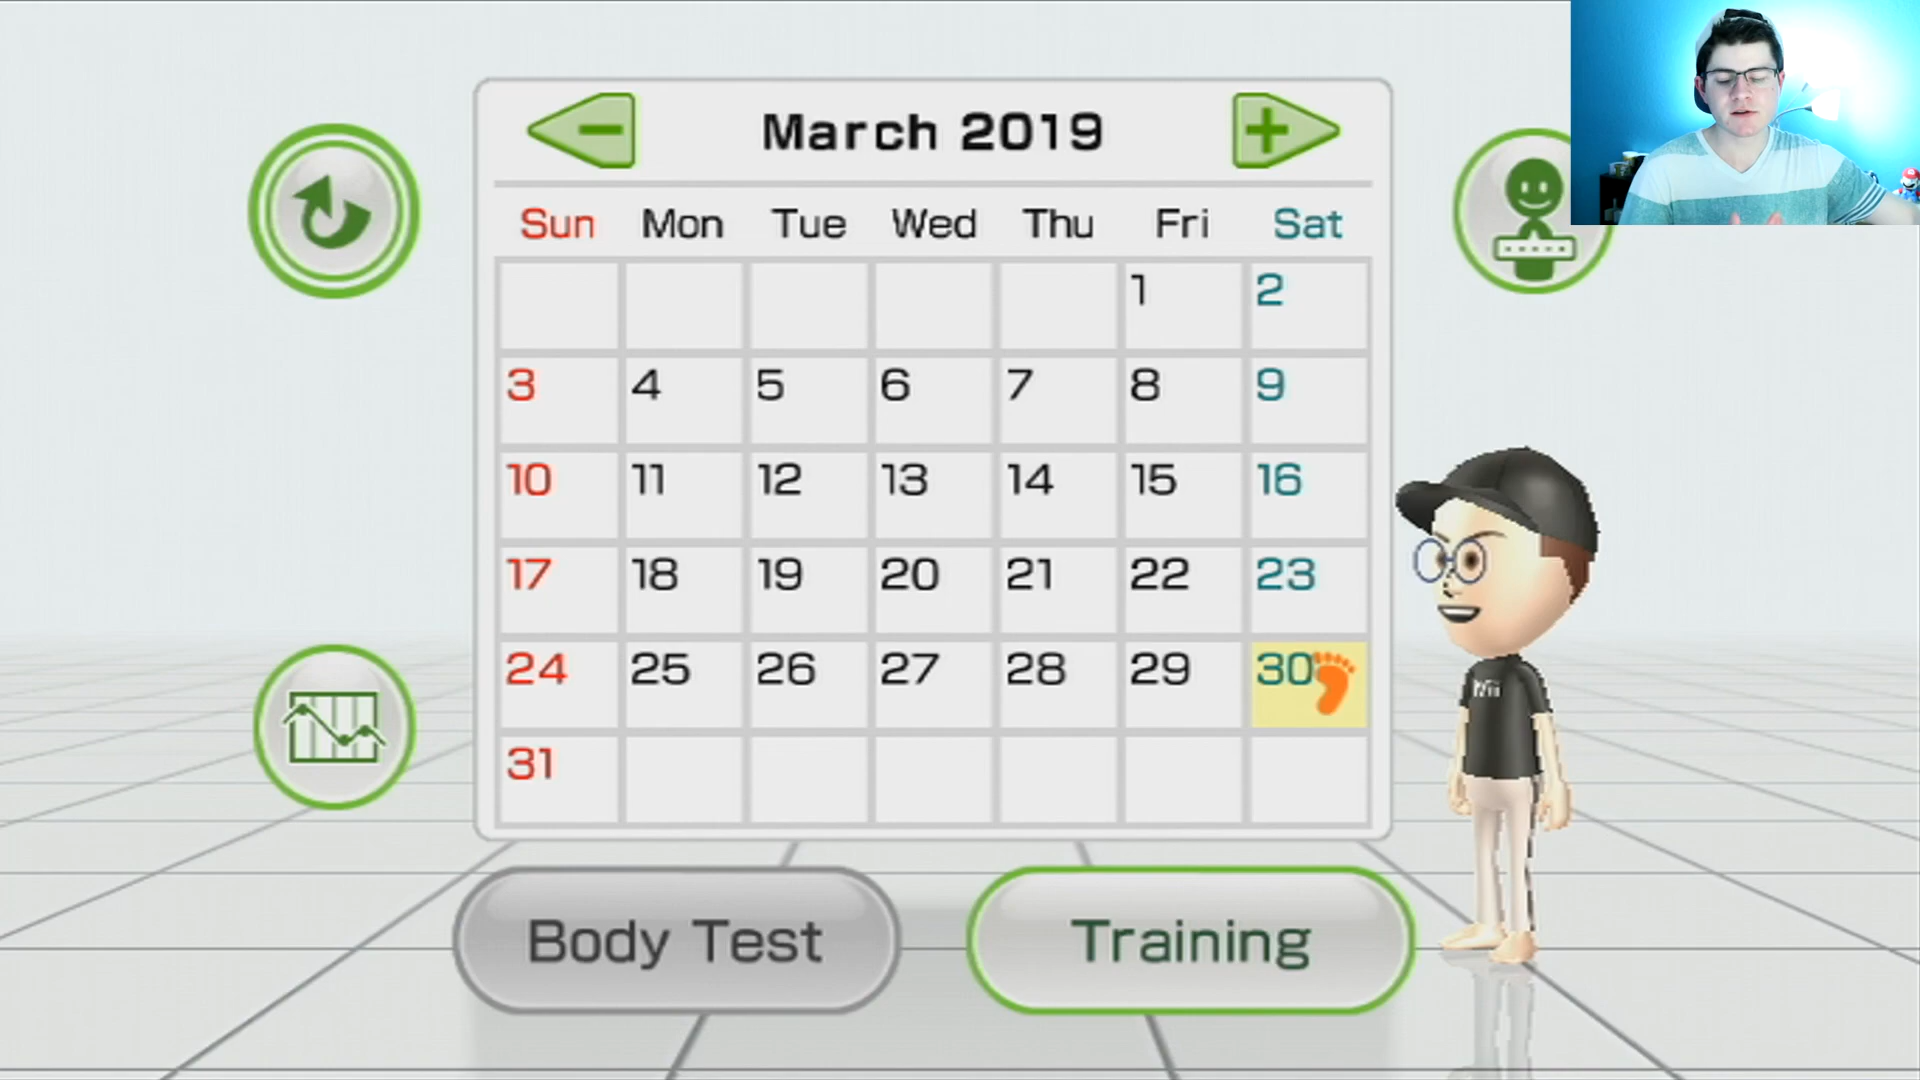 March 2019
Sun Mon Tue Wed Thu Fri Sat
1 2
3 4 5 6 7 8 9
10 11 12 13 14 15 16
17 18 19 20 21 22 23
24 25 26 27 28 29 30
31
Wii
Body Test Training